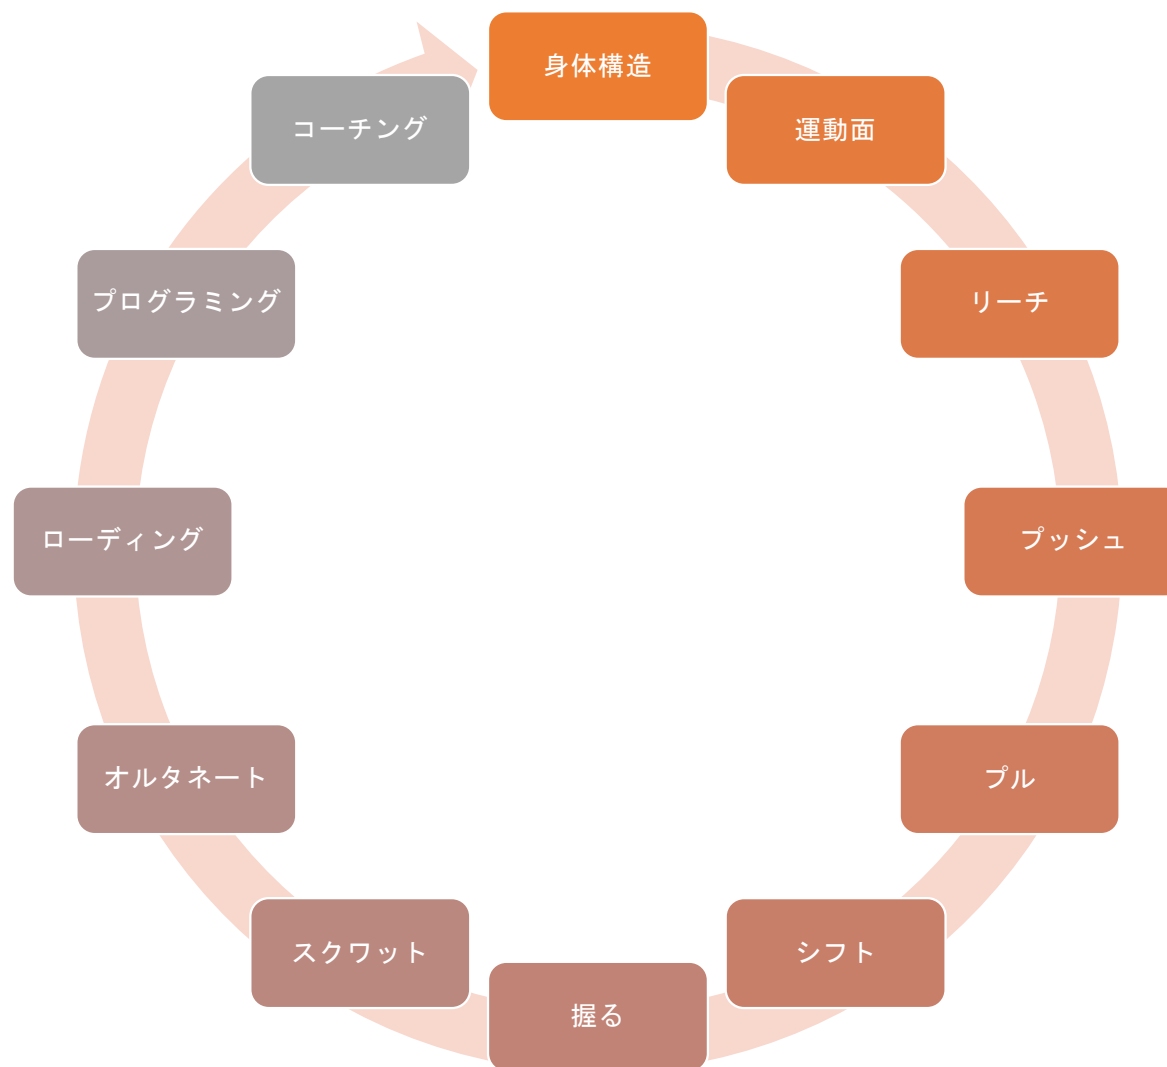 身体構造
運動面
リーチ
プッシュ
プル
シフト
握る
スクワット
オルタネート
ローディング
プログラミング
コーチング